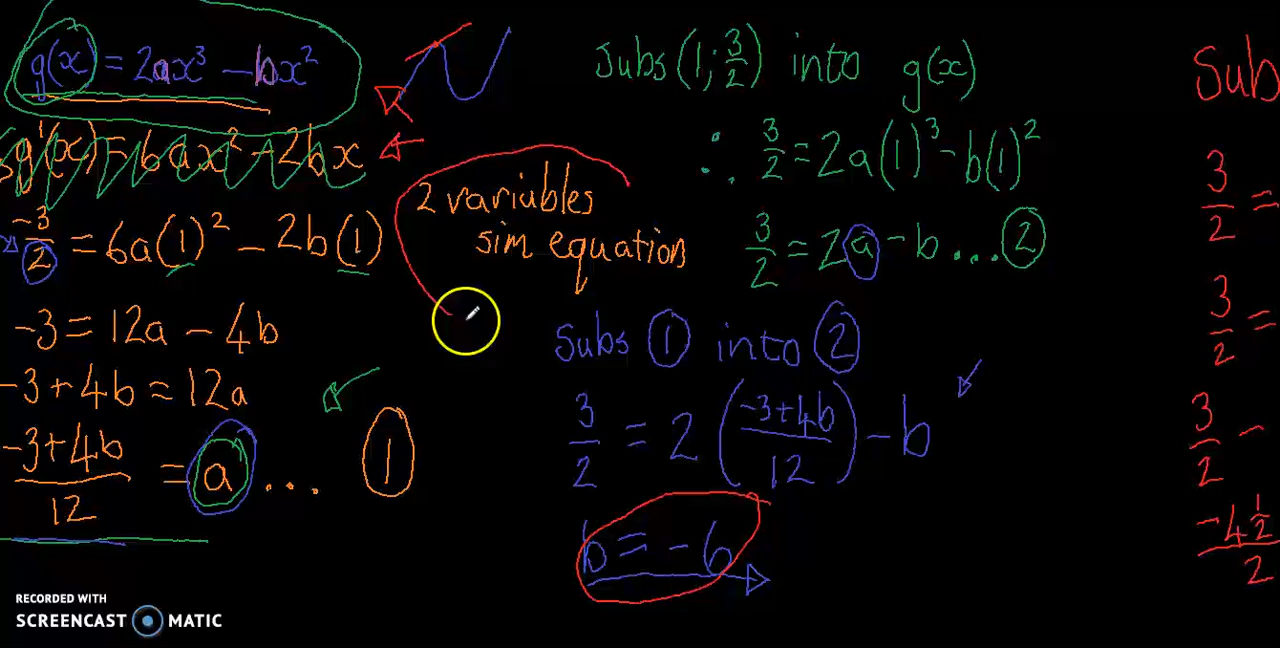 g(x) = 2ax³ - bx²
g'(x) = 6ax² - 2bx
-3/2 = 6a(1)² - 2b(1)
-3 = 12a - 4b
-3 + 4b = 12a
(-3+4b)/12 = a ... ①
2 variables
sim equation
Subs (1; 3/2) into g(x)
∴ 3/2 = 2a(1)³ - b(1)²
3/2 = 2a - b ... ②
Subs ① into ②
3/2 = 2((-3+4b)/12) - b
b = -6
Sub
3/2 =
3/2 =
3/2 -
-4 1/2
2
RECORDED WITH
SCREENCAST MATIC